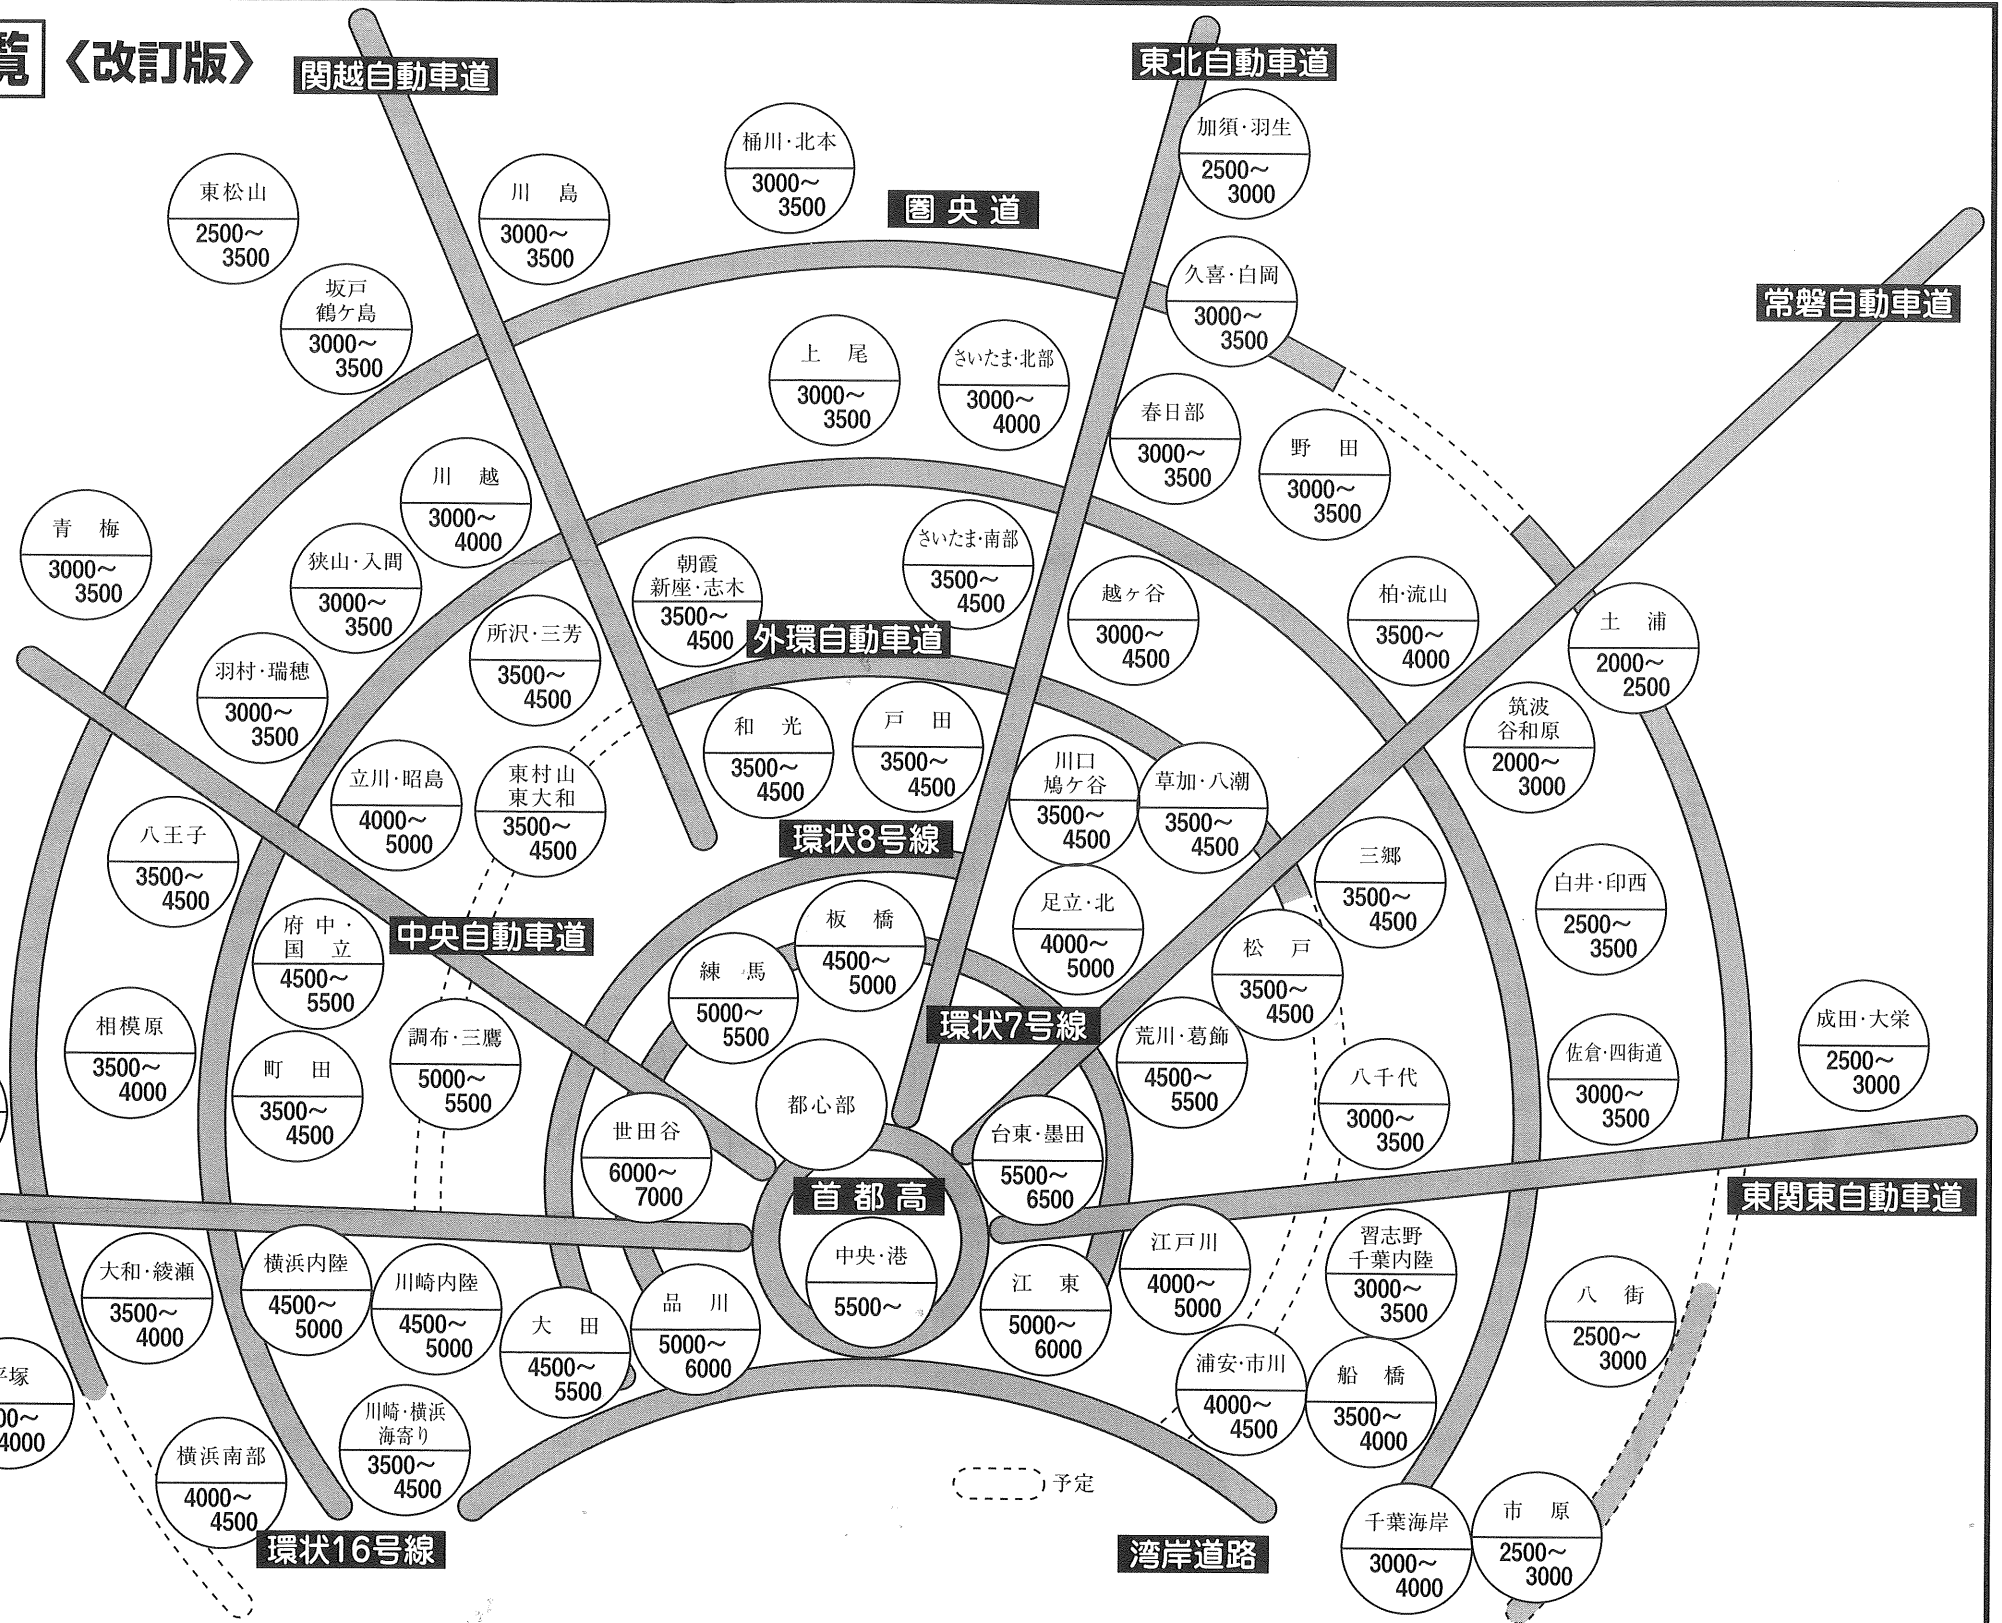 覧 〈改訂版〉
関越自動車道
東北自動車道
加須・羽生
2500～
3000
桶川・北本
3000～
3500
東松山
2500～
3500
川 島
3000～
3500
圏央道
坂戸
鶴ケ島
3000～
3500
久喜・白岡
3000～
3500
常磐自動車道
上 尾
3000～
3500
さいたま・北部
3000～
4000
春日部
3000～
3500
野 田
3000～
3500
川 越
3000～
4000
青 梅
3000～
3500
狭山・入間
3000～
3500
朝霞
新座・志木
3500～
4500
さいたま・南部
3500～
4500
越ヶ谷
3000～
4500
柏・流山
3500～
4000
土 浦
2000～
2500
所沢・三芳
3500～
4500
外環自動車道
羽村・瑞穂
3000～
3500
筑波
谷和原
2000～
3000
和 光
3500～
4500
戸 田
3500～
4500
川口
鳩ケ谷
3500～
4500
草加・八潮
3500～
4500
立川・昭島
4000～
5000
東村山
東大和
3500～
4500
八王子
3500～
4500
環状8号線
三郷
3500～
4500
白井・印西
2500～
3500
府中・
国 立
4500～
5500
中央自動車道
板 橋
4500～
5000
足立・北
4000～
5000
松 戸
3500～
4500
練 馬
5000～
5500
相模原
3500～
4000
調布・三鷹
5000～
5500
環状7号線
荒川・葛飾
4500～
5500
成田・大栄
2500～
3000
町 田
3500～
4500
都心部
八千代
3000～
3500
佐倉・四街道
3000～
3500
世田谷
6000～
7000
台東・墨田
5500～
6500
首都高
東関東自動車道
大和・綾瀬
3500～
4000
横浜内陸
4500～
5000
川崎内陸
4500～
5000
中央・港
5500～
江戸川
4000～
5000
習志野
千葉内陸
3000～
3500
大 田
4500～
5500
品 川
5000～
6000
江 東
5000～
6000
八 街
2500～
3000
塚
00～
4000
浦安・市川
4000～
4500
船 橋
3500～
4000
川崎・横浜
海寄り
3500～
4500
横浜南部
4000～
4500
予定
環状16号線
湾岸道路
千葉海岸
3000～
4000
市 原
2500～
3000